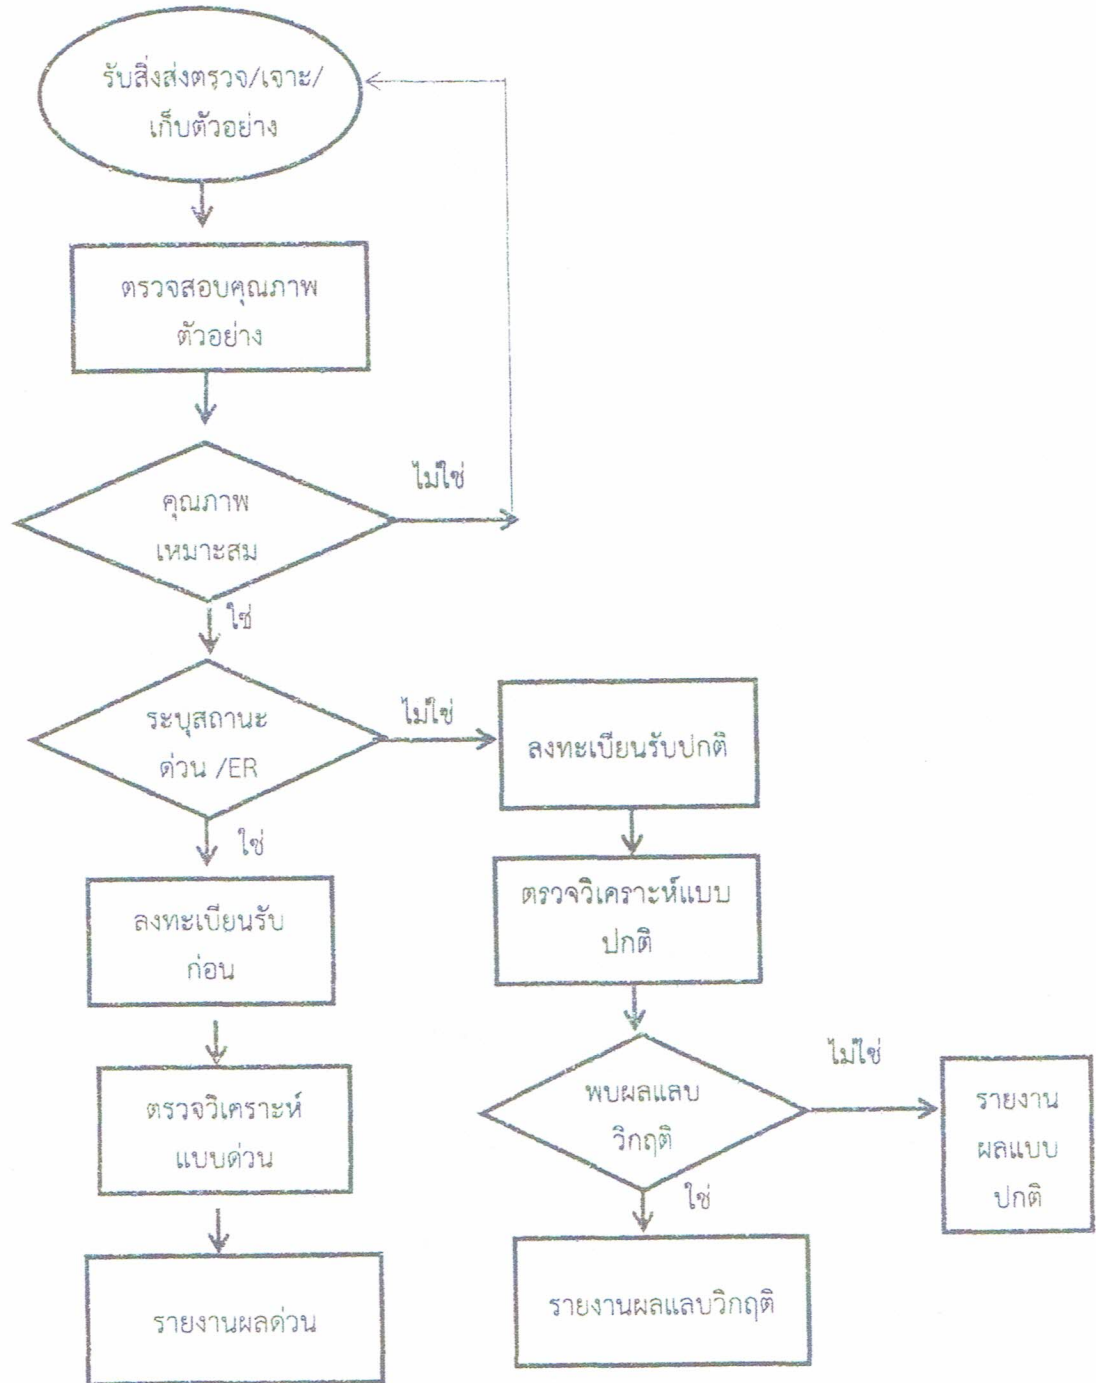 รับสิ่งส่งตรวจ/เจาะ/
เก็บตัวอย่าง
ตรวจสอบคุณภาพ
ตัวอย่าง
คุณภาพ
เหมาะสม
ไม่ใช่
ใช่
ระบุสถานะ
ด่วน /ER
ไม่ใช่
ลงทะเบียนรับปกติ
ใช่
ลงทะเบียนรับ
ก่อน
ตรวจวิเคราะห์แบบ
ปกติ
ตรวจวิเคราะห์
แบบด่วน
พบผลแลบ
วิกฤติ
ไม่ใช่
รายงาน
ผลแบบ
ปกติ
ใช่
รายงานผลด่วน
รายงานผลแลบวิกฤติ